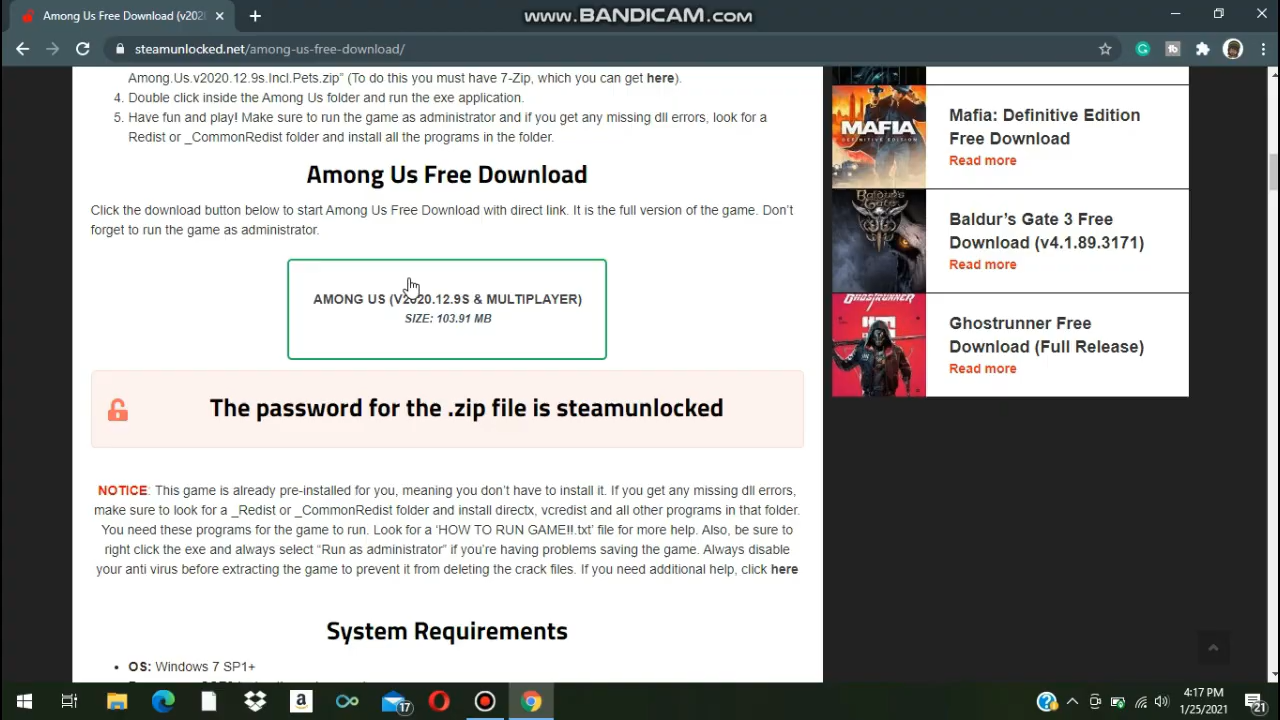 Among Us Free Download (v202
www.BANDICAM.com
steamunlocked.net/among-us-free-download/
Among.Us.v2020.12.9s.Incl.Pets.zip” (To do this you must have 7-Zip, which you can get here).
4. Double click inside the Among Us folder and run the exe application.
5. Have fun and play! Make sure to run the game as administrator and if you get any missing dll errors, look for a
Redist or _CommonRedist folder and install all the programs in the folder.
Among Us Free Download
Click the download button below to start Among Us Free Download with direct link. It is the full version of the game. Don’t
forget to run the game as administrator.
AMONG US (V2020.12.9S & MULTIPLAYER)
SIZE: 103.91 MB
The password for the .zip file is steamunlocked
NOTICE: This game is already pre-installed for you, meaning you don’t have to install it. If you get any missing dll errors,
make sure to look for a _Redist or _CommonRedist folder and install directx, vcredist and all other programs in that folder.
You need these programs for the game to run. Look for a ‘HOW TO RUN GAME!!.txt’ file for more help. Also, be sure to
right click the exe and always select “Run as administrator” if you’re having problems saving the game. Always disable
your anti virus before extracting the game to prevent it from deleting the crack files. If you need additional help, click here
System Requirements
• OS: Windows 7 SP1+
MAFIA
DEFINITIVE EDITION
Mafia: Definitive Edition
Free Download
Read more
Baldur's Gate
Baldur’s Gate 3 Free
Download (v4.1.89.3171)
Read more
GHOSTRUNNER
Ghostrunner Free
Download (Full Release)
Read more
17
4:17 PM
1/25/2021
21